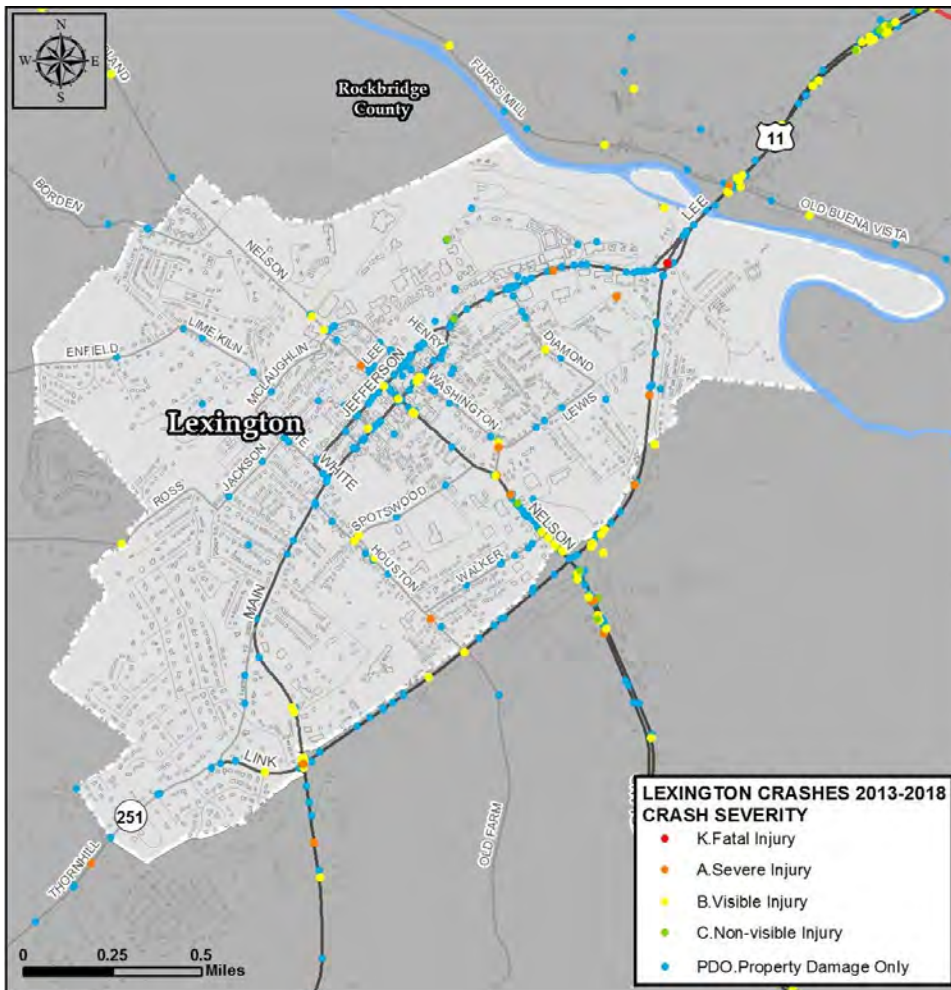 N
W E
S
LAND
Rockbridge
County
FURRS MILL
11
BORDEN
LEE
OLD BUENA VISTA
NELSON
HENRY
LIME KILN
DIAMOND
ENFIELD
MCLAUGHLIN
LEE
JEFFERSON
WASHINGTON
LEWIS
Lexington
WHITE
JACKSON
ROSS
SPOTSWOOD
NELSON
HOUSTON
WALKER
MAIN
LINK
251
THORNHILL
OLD FARM
LEXINGTON CRASHES 2013-2018
CRASH SEVERITY
K.Fatal Injury
A.Severe Injury
B.Visible Injury
C.Non-visible Injury
PDO.Property Damage Only
0 0.25 0.5
Miles